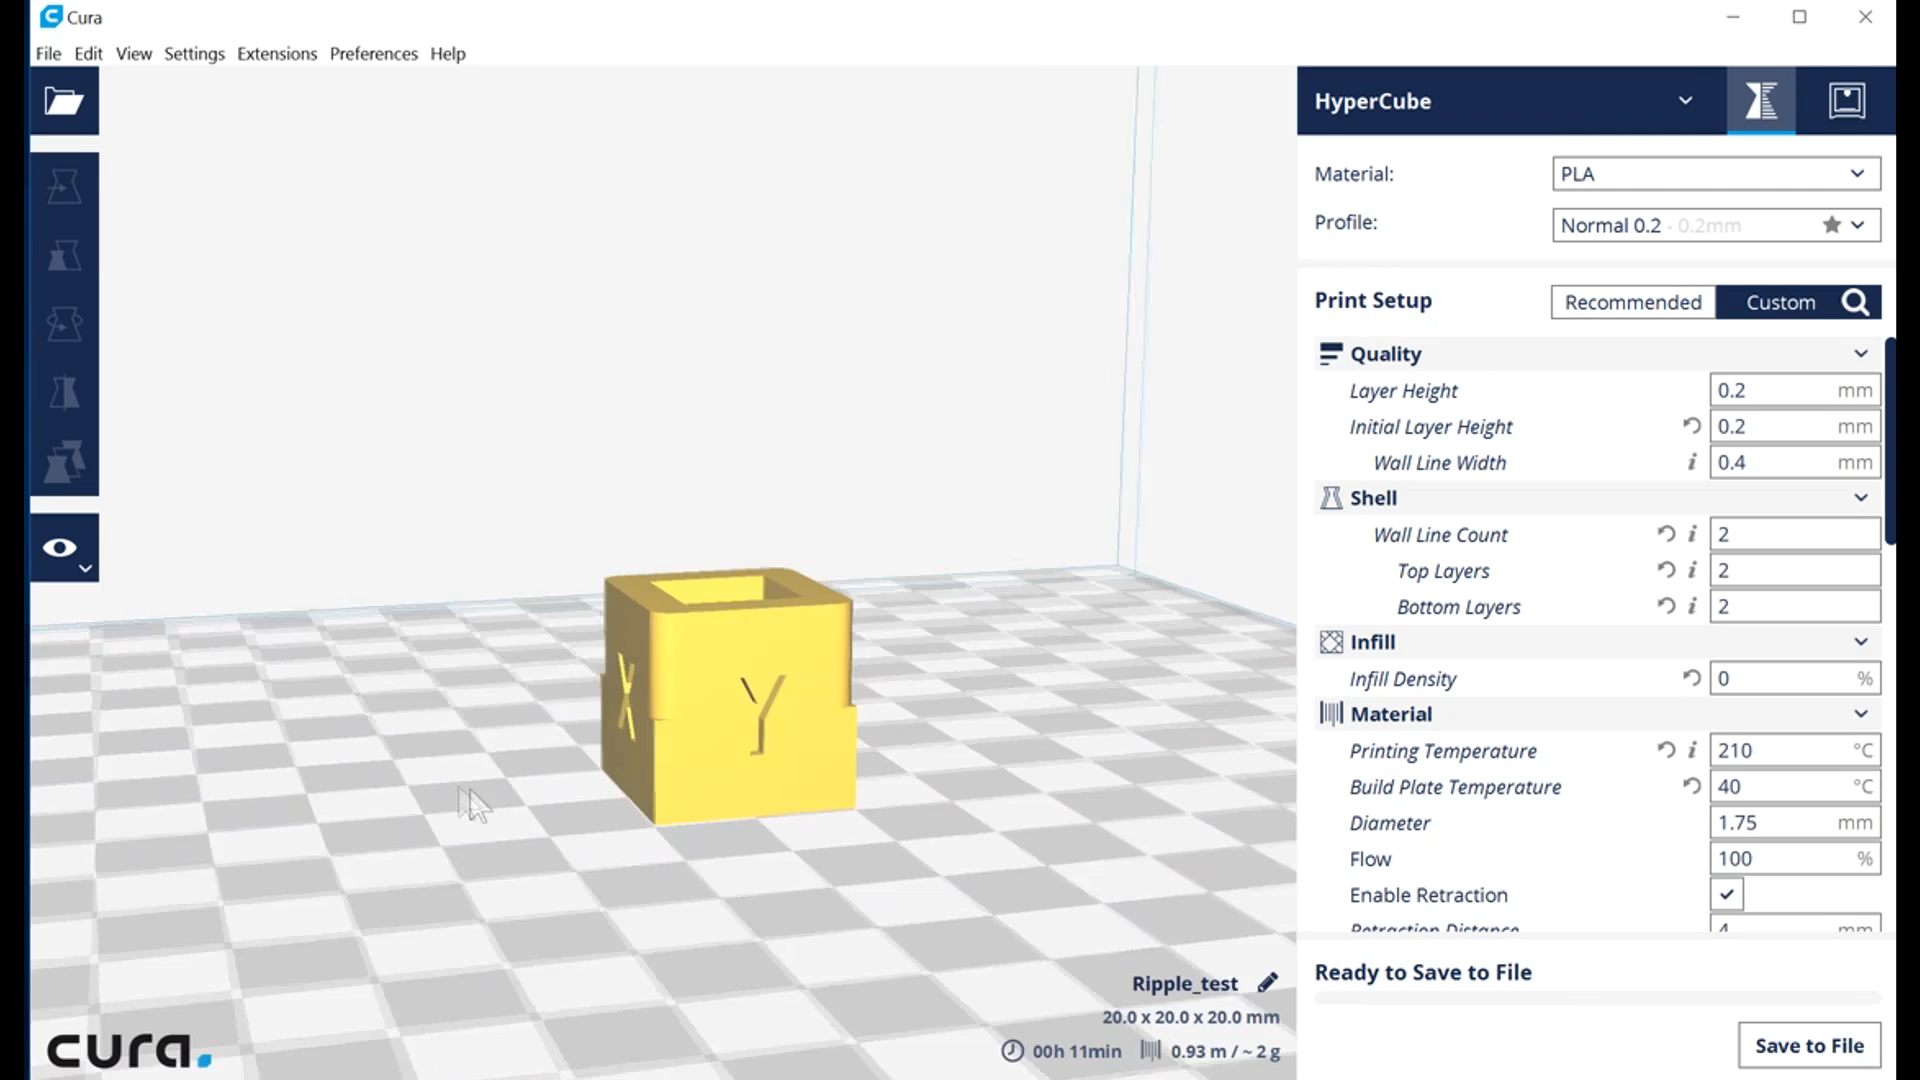 Cura
File Edit View Settings Extensions Preferences Help
HyperCube
Material: PLA
Profile: Normal 0.2 - 0.2mm
Print Setup Recommended Custom
Quality
Layer Height 0.2 mm
Initial Layer Height 0.2 mm
Wall Line Width i 0.4 mm
Shell
Wall Line Count i 2
Top Layers i 2
Bottom Layers i 2
Infill
Infill Density 0 %
Material
Printing Temperature i 210 °C
Build Plate Temperature 40 °C
Diameter 1.75 mm
Flow 100 %
Enable Retraction
Retraction Distance 4 mm
Ready to Save to File
Save to File
X Y
Ripple_test
20.0 x 20.0 x 20.0 mm
00h 11min 0.93 m / ~ 2 g
cura.